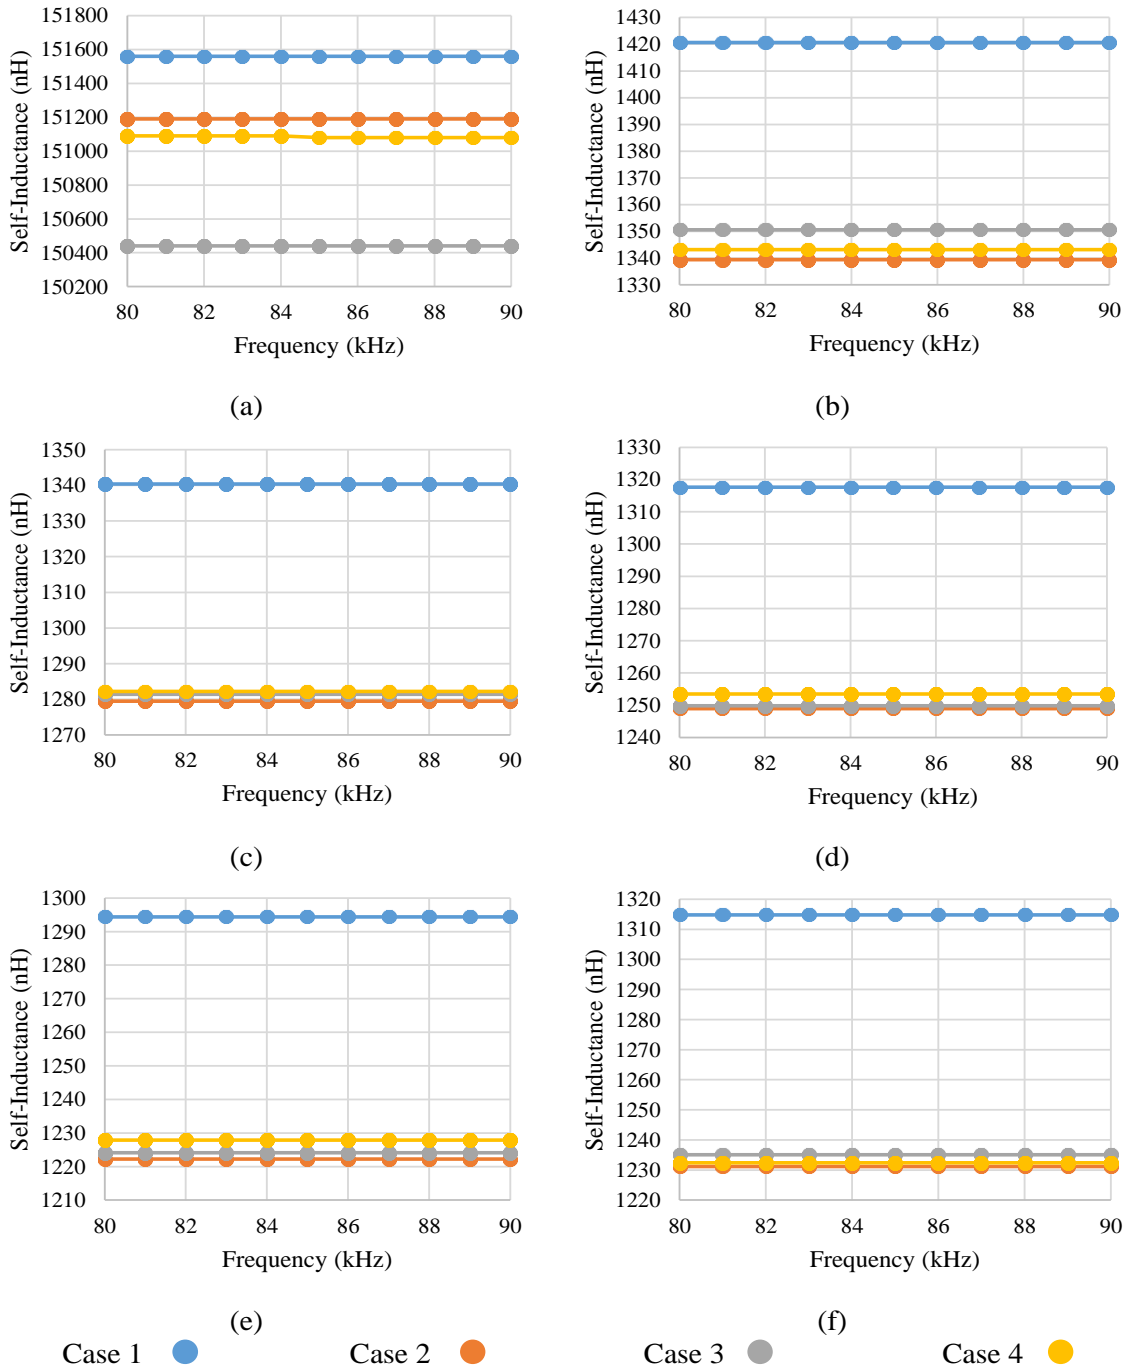 151800
151600
151400
151200
151000
150800
150600
150400
150200
Self-Inductance (nH)
80 82 84 86 88 90
Frequency (kHz)
(a)
1430
1420
1410
1400
1390
1380
1370
1360
1350
1340
1330
Self-Inductance (nH)
80 82 84 86 88 90
Frequency (kHz)
(b)
1350
1340
1330
1320
1310
1300
1290
1280
1270
Self-Inductance (nH)
80 82 84 86 88 90
Frequency (kHz)
(c)
1330
1320
1310
1300
1290
1280
1270
1260
1250
1240
Self-Inductance (nH)
80 82 84 86 88 90
Frequency (kHz)
(d)
1300
1290
1280
1270
1260
1250
1240
1230
1220
1210
Self-Inductance (nH)
80 82 84 86 88 90
Frequency (kHz)
(e)
1320
1310
1300
1290
1280
1270
1260
1250
1240
1230
1220
Self-Inductance (nH)
80 82 84 86 88 90
Frequency (kHz)
(f)
Case 1 Case 2 Case 3 Case 4